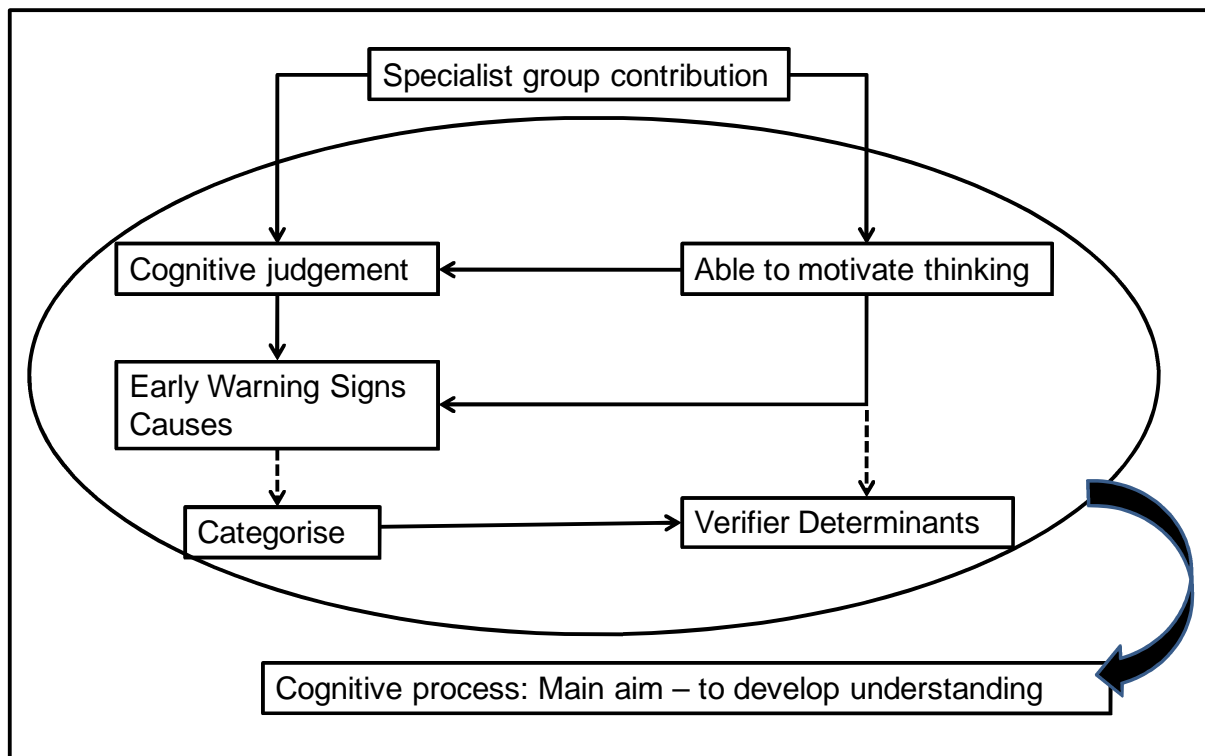 Specialist group contribution
Cognitive judgement
Able to motivate thinking
Early Warning Signs
Causes
Categorise
Verifier Determinants
Cognitive process: Main aim – to develop understanding